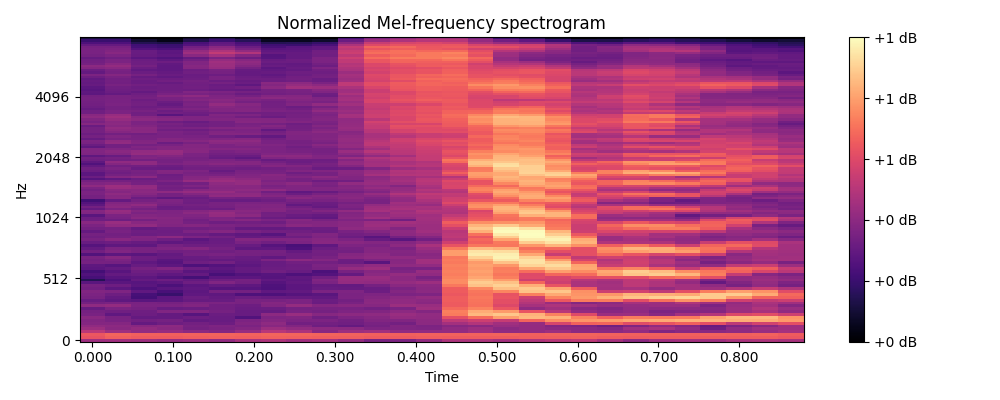 Normalized Mel-frequency spectrogram
+1 dB
+1 dB
+1 dB
+0 dB
+0 dB
+0 dB
4096
2048
1024
512
0
Hz
0.000 0.100 0.200 0.300 0.400 0.500 0.600 0.700 0.800
Time